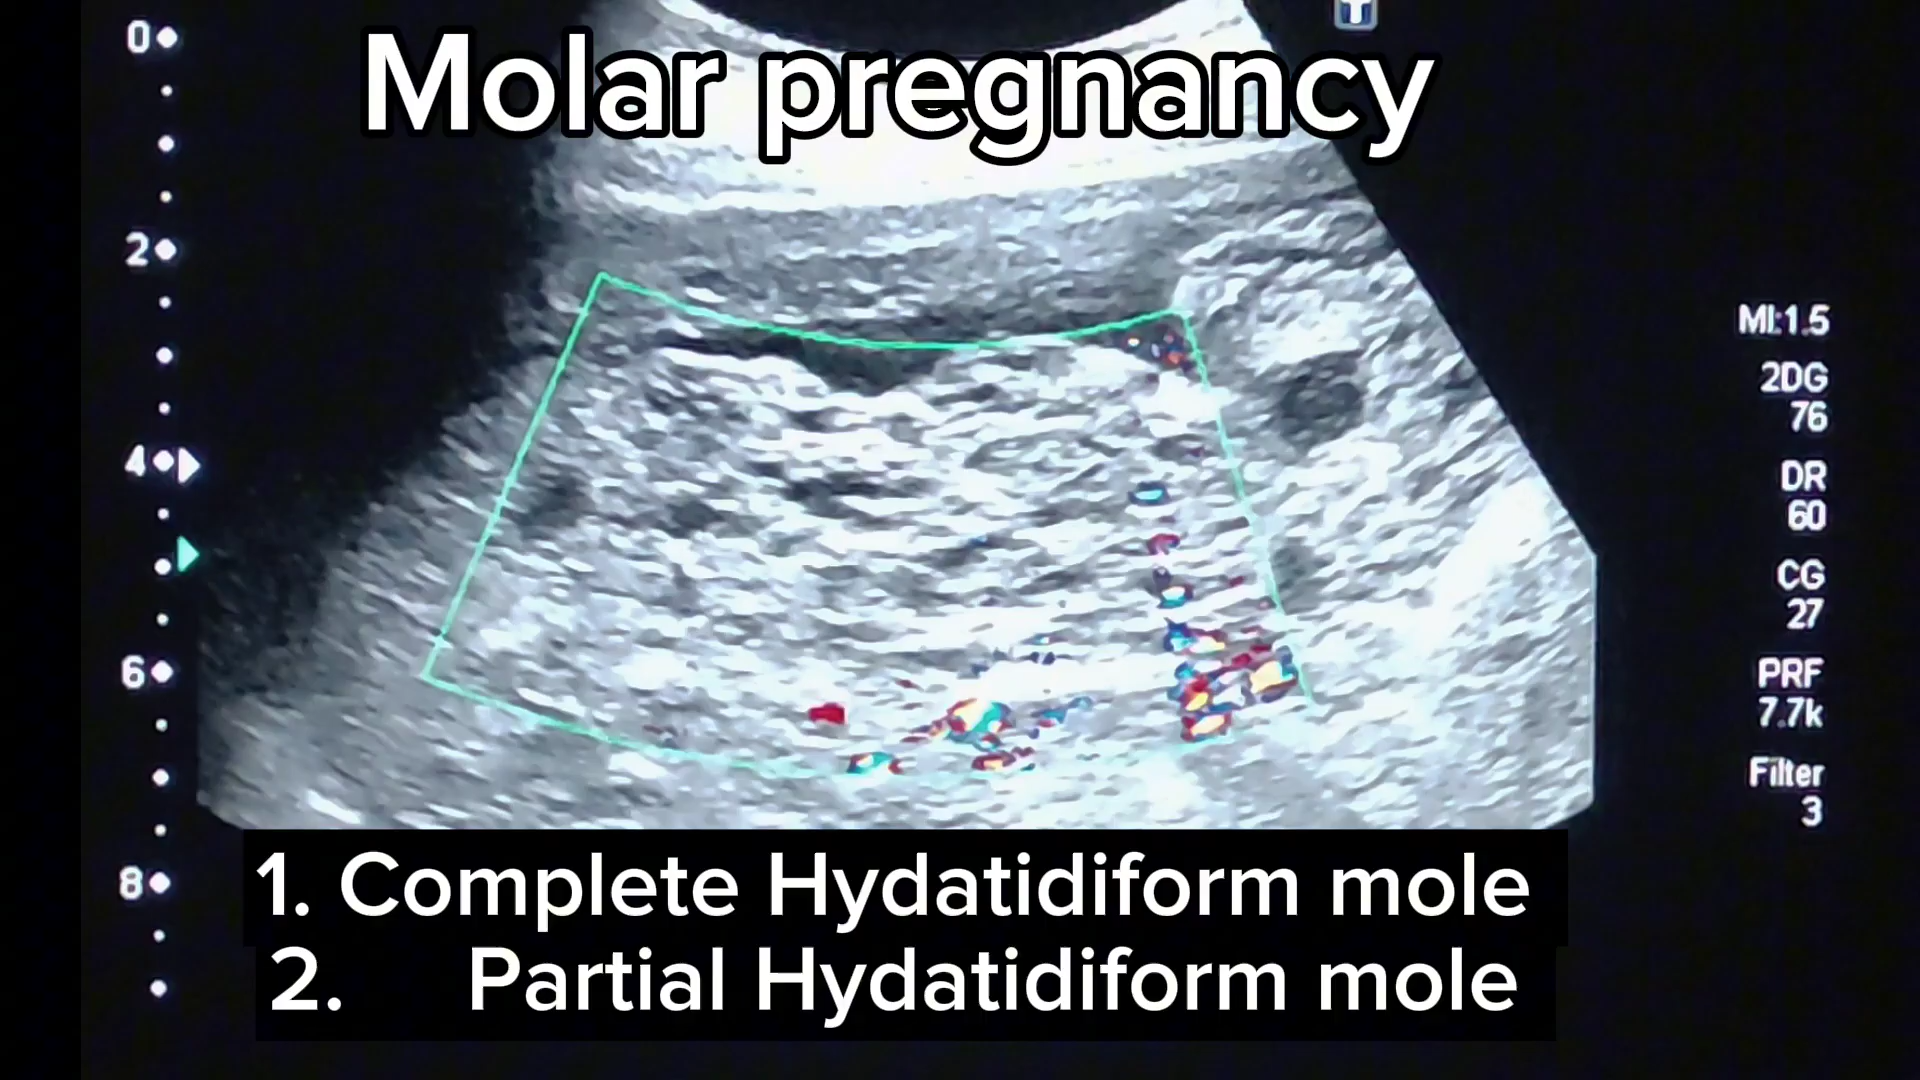 Molar pregnancy
0
2
4
6
8
MI:1.5
2DG
76
DR
60
CG
27
PRF
7.7k
Filter
3
1. Complete Hydatidiform mole
2. Partial Hydatidiform mole